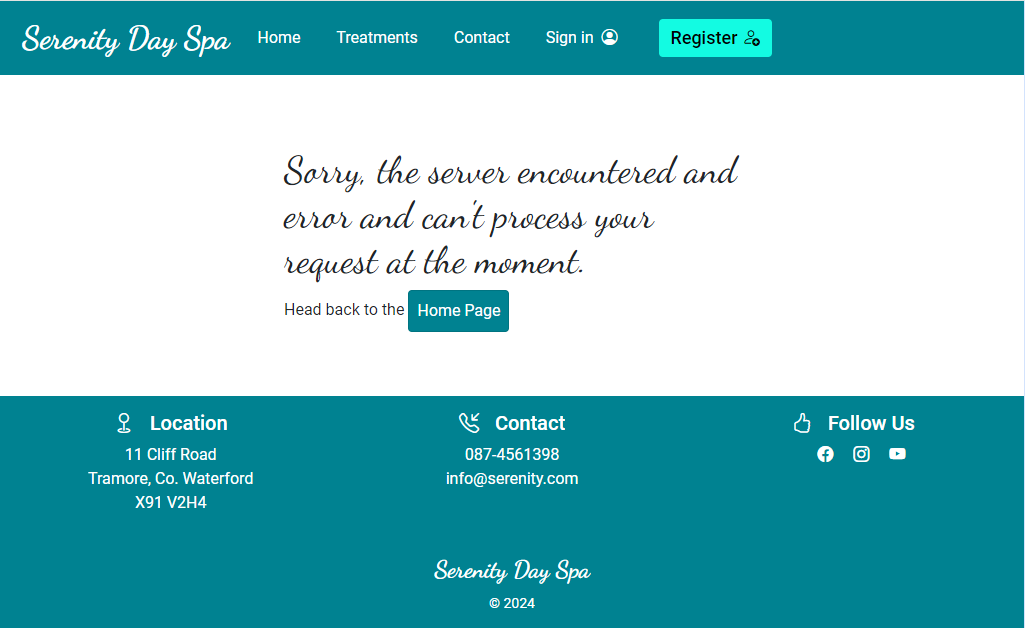 Serenity Day Spa Home Treatments Contact Sign in Register
Sorry, the server encountered and
error and can't process your
request at the moment.
Head back to the Home Page
Location
11 Cliff Road
Tramore, Co. Waterford
X91 V2H4
Contact
087-4561398
info@serenity.com
Follow Us
Serenity Day Spa
© 2024